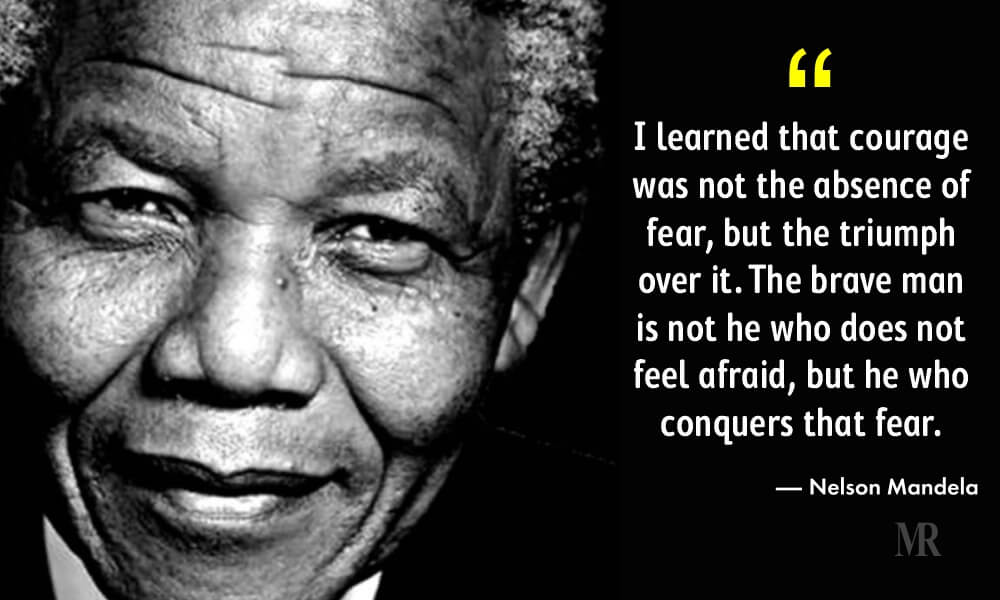 “
I learned that courage
was not the absence of
fear, but the triumph
over it. The brave man
is not he who does not
feel afraid, but he who
conquers that fear.
— Nelson Mandela
MR